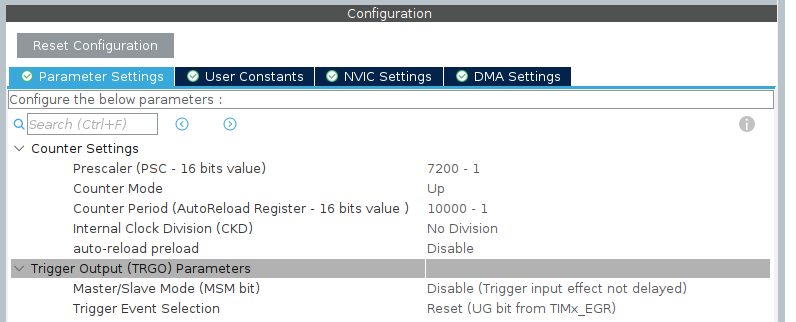 Configuration
Reset Configuration
Parameter Settings User Constants NVIC Settings DMA Settings
Configure the below parameters :
Search (Ctrl+F)
Counter Settings
Prescaler (PSC - 16 bits value) 7200 - 1
Counter Mode Up
Counter Period (AutoReload Register - 16 bits value ) 10000 - 1
Internal Clock Division (CKD) No Division
auto-reload preload Disable
Trigger Output (TRGO) Parameters
Master/Slave Mode (MSM bit) Disable (Trigger input effect not delayed)
Trigger Event Selection Reset (UG bit from TIMx_EGR)